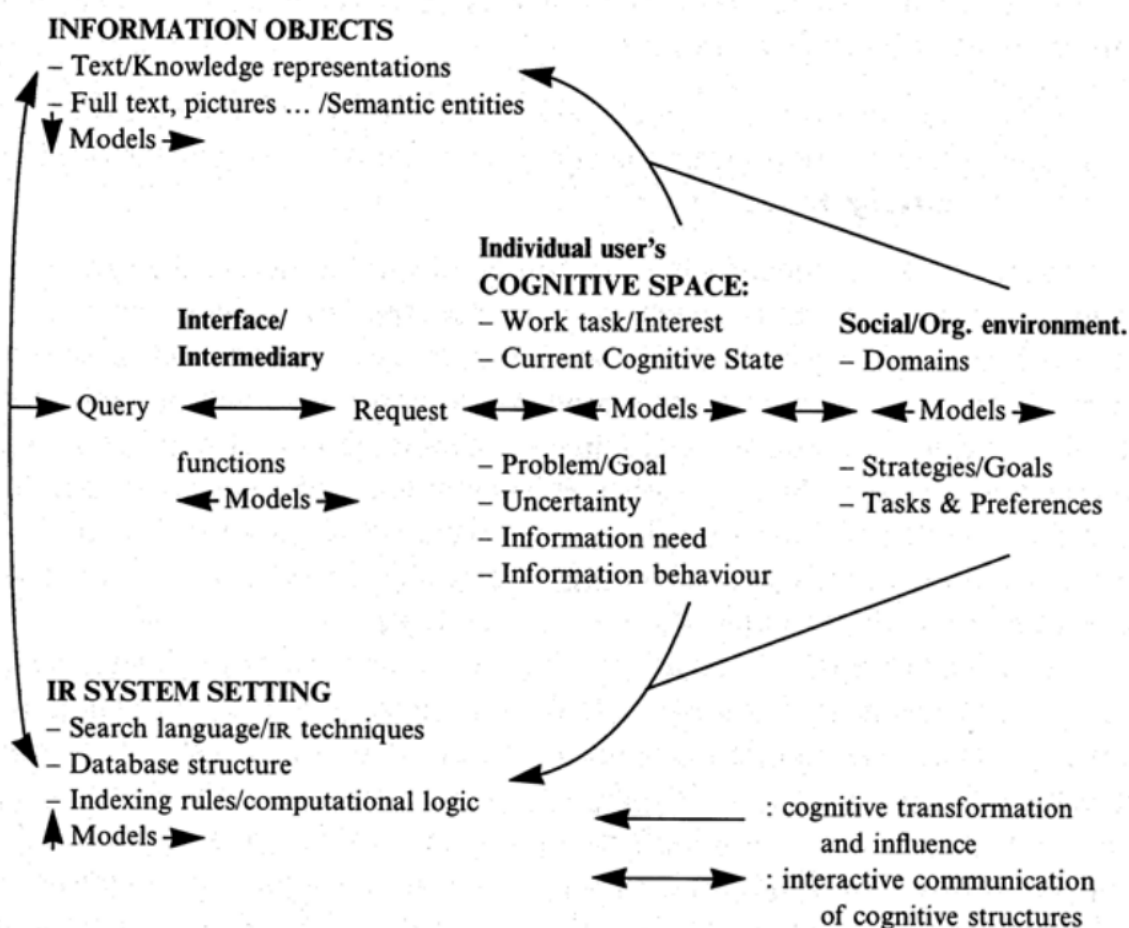 INFORMATION OBJECTS
– Text/Knowledge representations
– Full text, pictures ... /Semantic entities
Models
Individual user's
COGNITIVE SPACE:
– Work task/Interest
– Current Cognitive State
Interface/
Intermediary
Social/Org. environment.
– Domains
Query
Request
Models
Models
functions
Models
– Problem/Goal
– Uncertainty
– Information need
– Information behaviour
– Strategies/Goals
– Tasks & Preferences
IR SYSTEM SETTING
– Search language/IR techniques
– Database structure
– Indexing rules/computational logic
Models
: cognitive transformation
and influence
: interactive communication
of cognitive structures